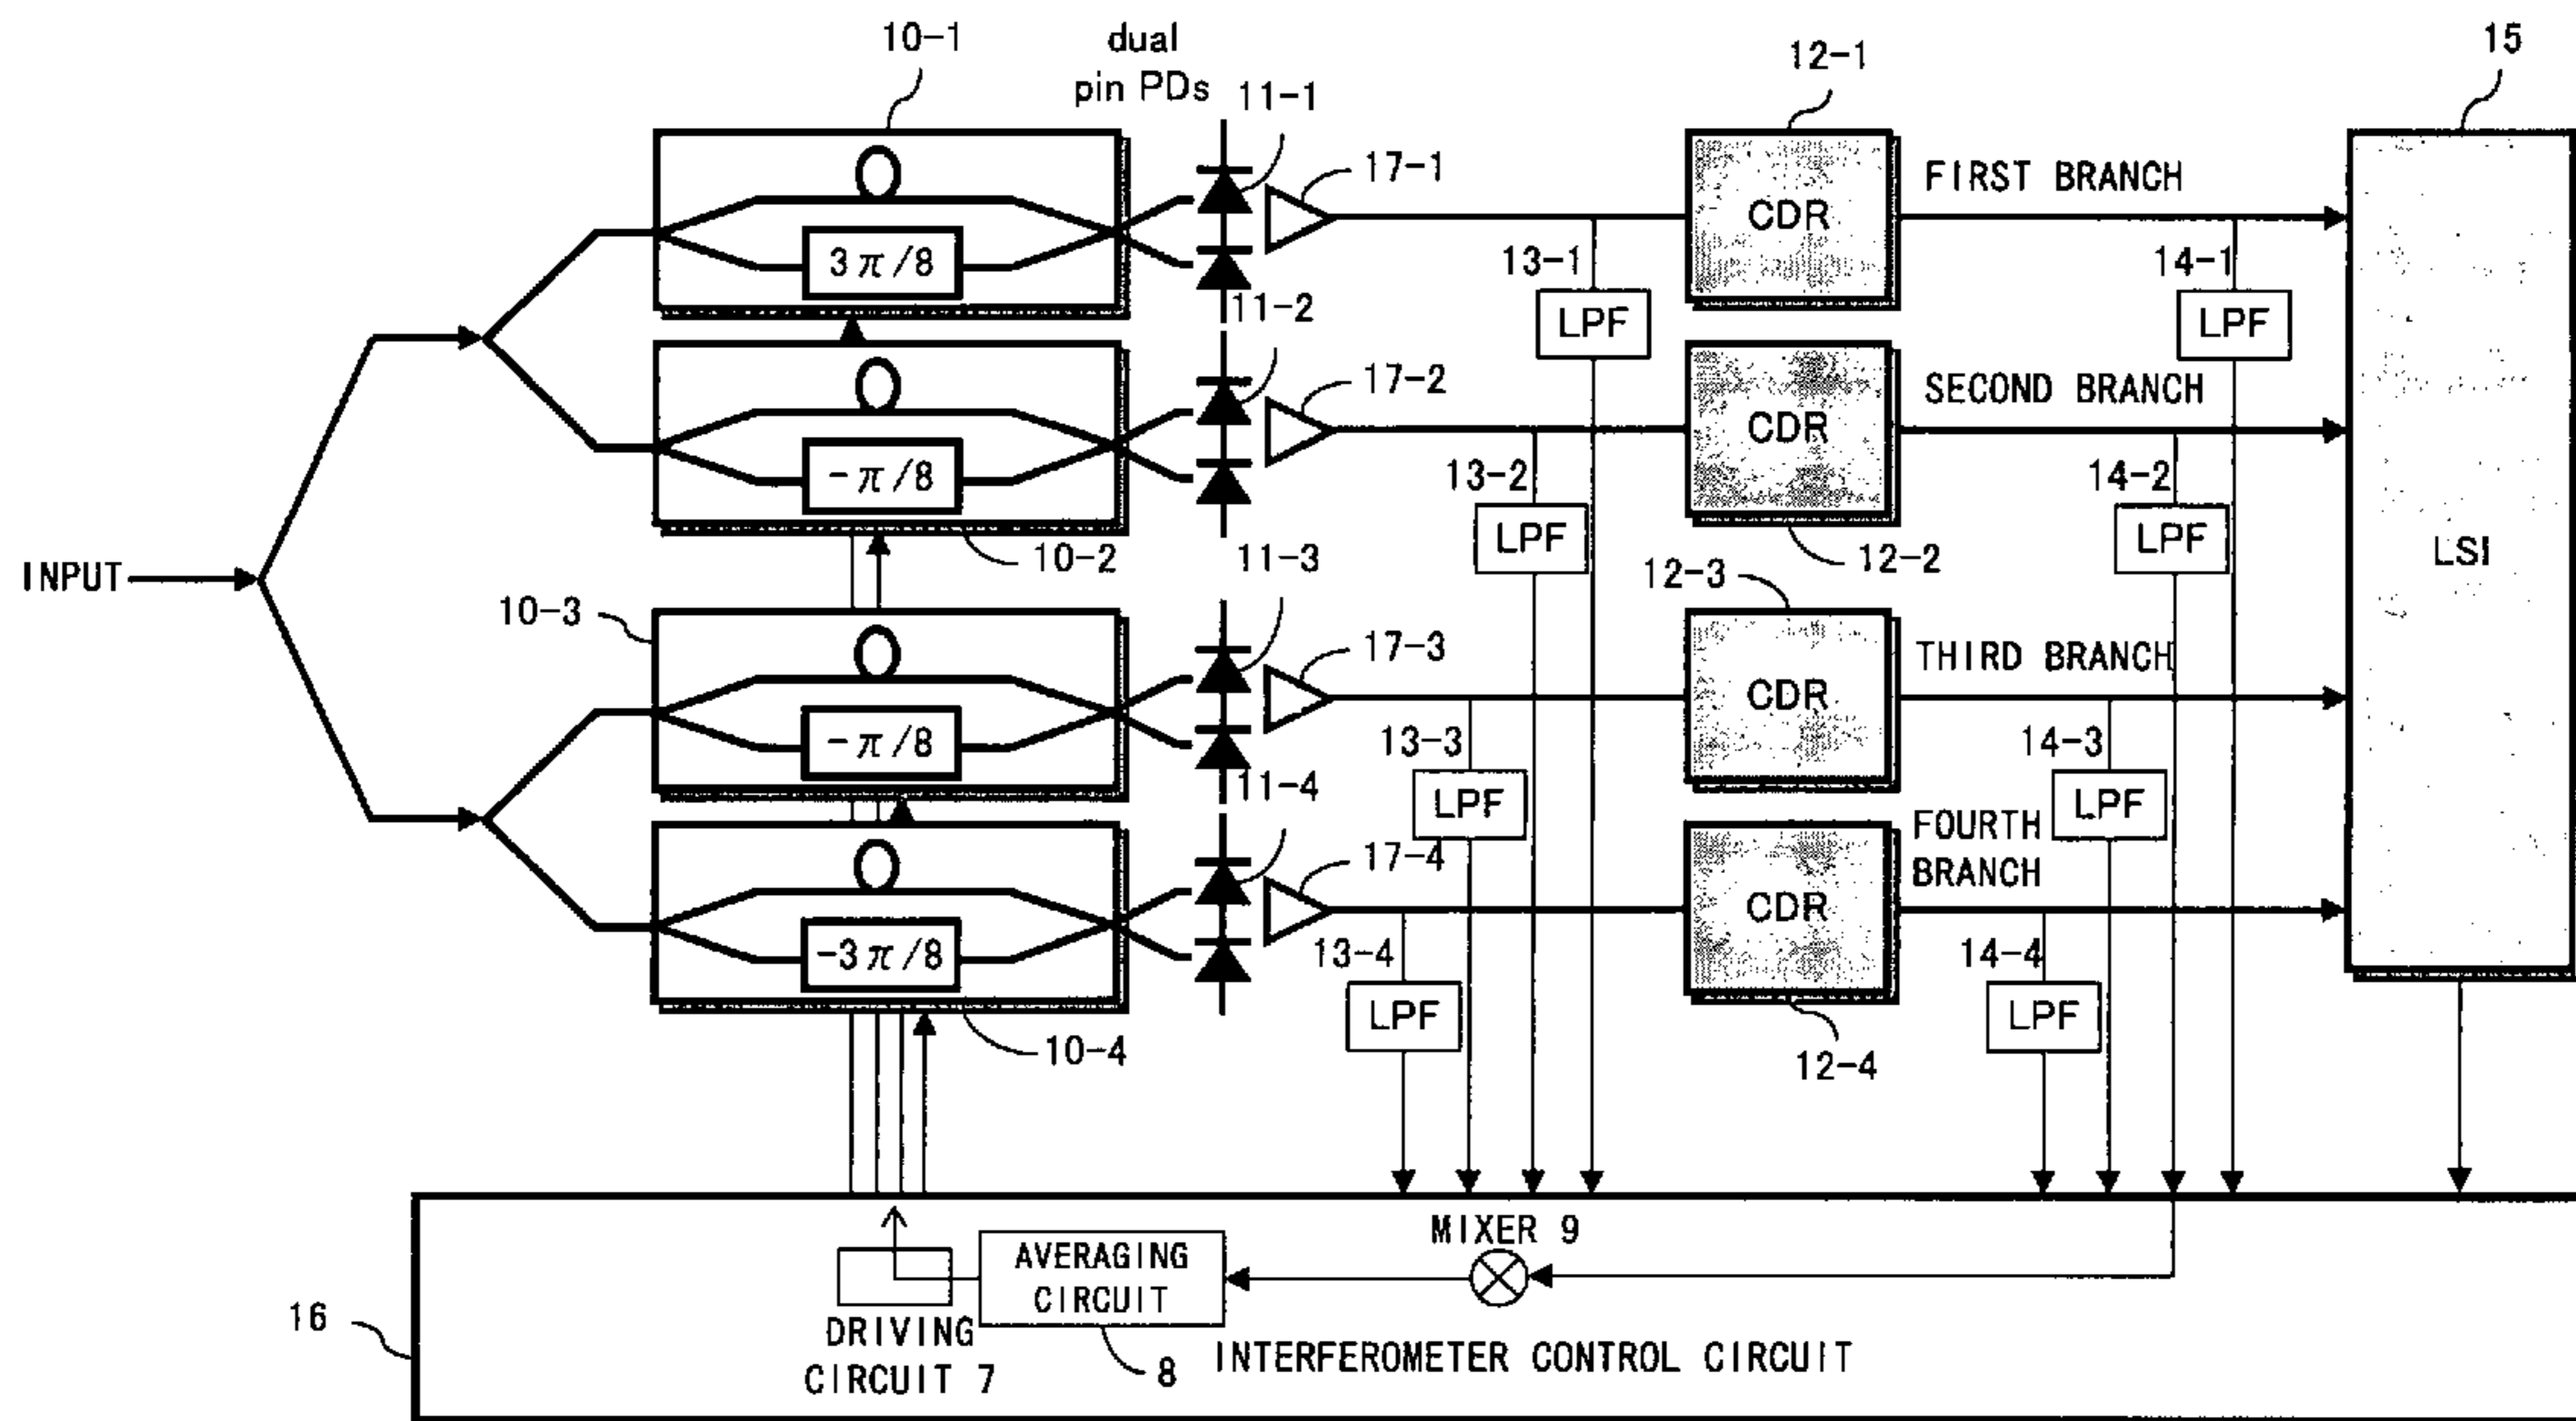 10-1
dual
pin PDs
11-1
12-1
15
3π/8
17-1
CDR
FIRST BRANCH
13-1
LPF
14-1
LPF
11-2
-π/8
17-2
CDR
SECOND BRANCH
13-2
LPF
14-2
LPF
LSI
INPUT
10-2
11-3
12-2
12-3
10-3
-π/8
17-3
CDR
THIRD BRANCH
13-3
LPF
14-3
LPF
11-4
-3π/8
17-4
CDR
FOURTH
BRANCH
13-4
LPF
14-4
LPF
10-4
12-4
MIXER 9
AVERAGING
CIRCUIT
16
DRIVING
CIRCUIT 7
8
INTERFEROMETER CONTROL CIRCUIT